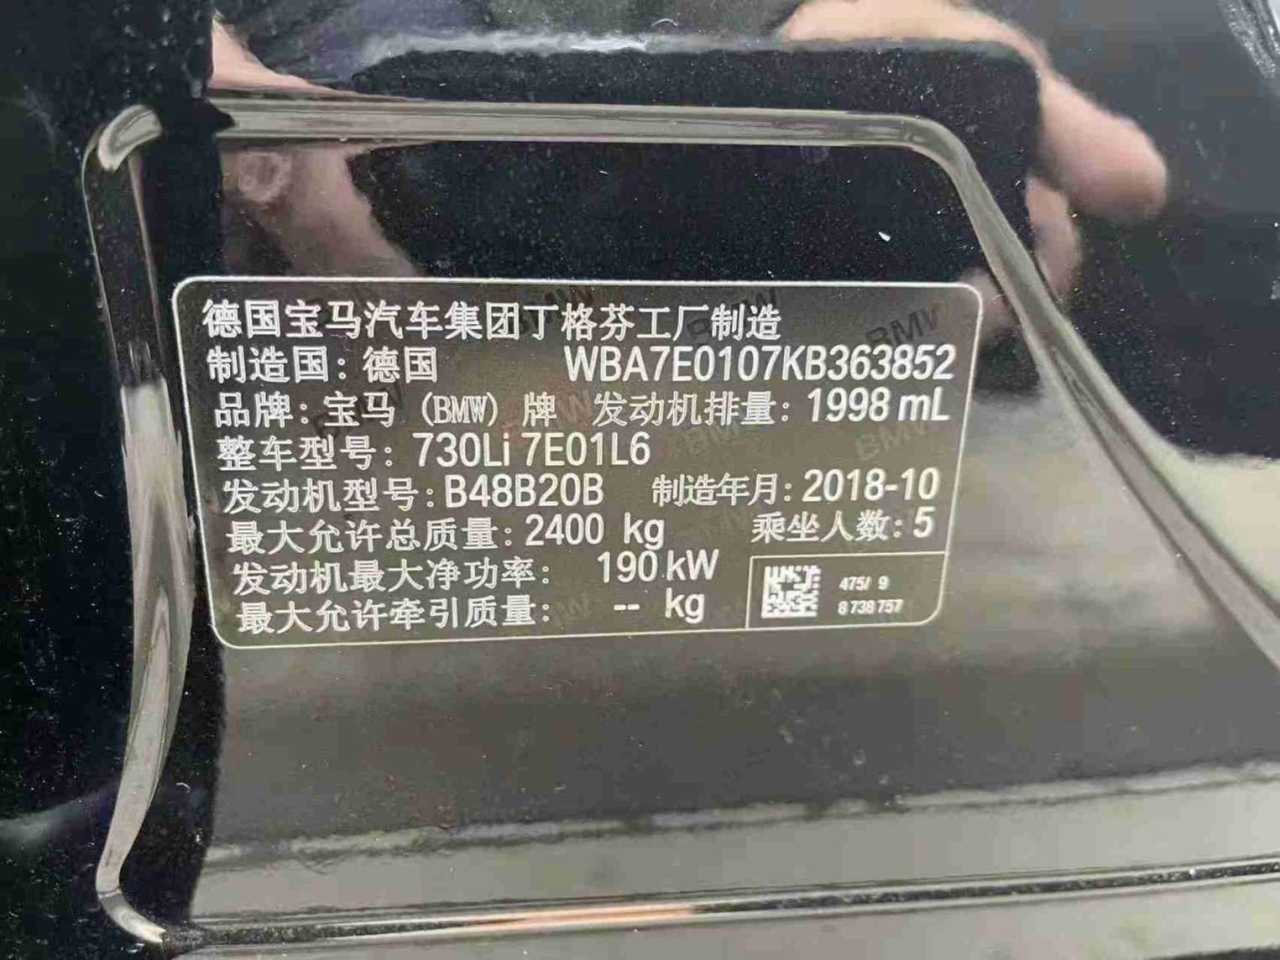 德国宝马汽车集团丁格芬工厂制造
制造国：德国 WBA7E0107KB363852
品牌：宝马（BMW）牌 发动机排量：1998 mL
整车型号：730Li 7E01L6
发动机型号：B48B20B 制造年月：2018-10
最大允许总质量：2400 kg 乘坐人数：5
发动机最大净功率： 190 kW
最大允许牵引质量： -- kg
475/ 9
8 738 757